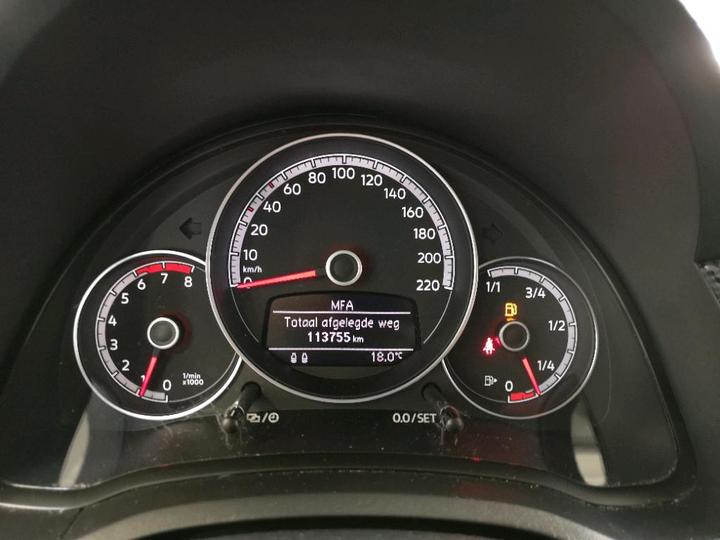 0 10 20 40 60 80 100 120 140 160 180 200 220
km/h
MFA
Totaal afgelegde weg
113755 km
18.0°C
1 2 3 4 5 6 7 8
0
1/min
x1000
1/1 3/4 1/2 1/4 0
0.0/SET